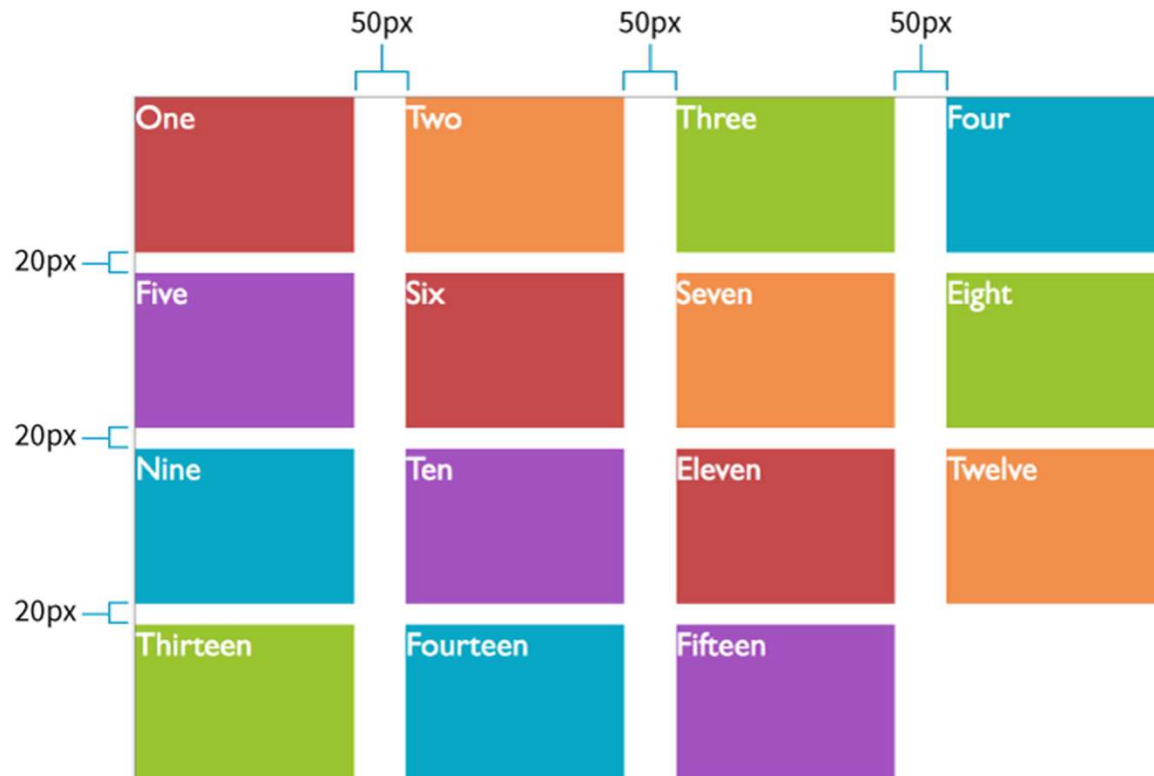 50px 50px 50px
One Two Three Four
20px
Five Six Seven Eight
20px
Nine Ten Eleven Twelve
20px
Thirteen Fourteen Fifteen